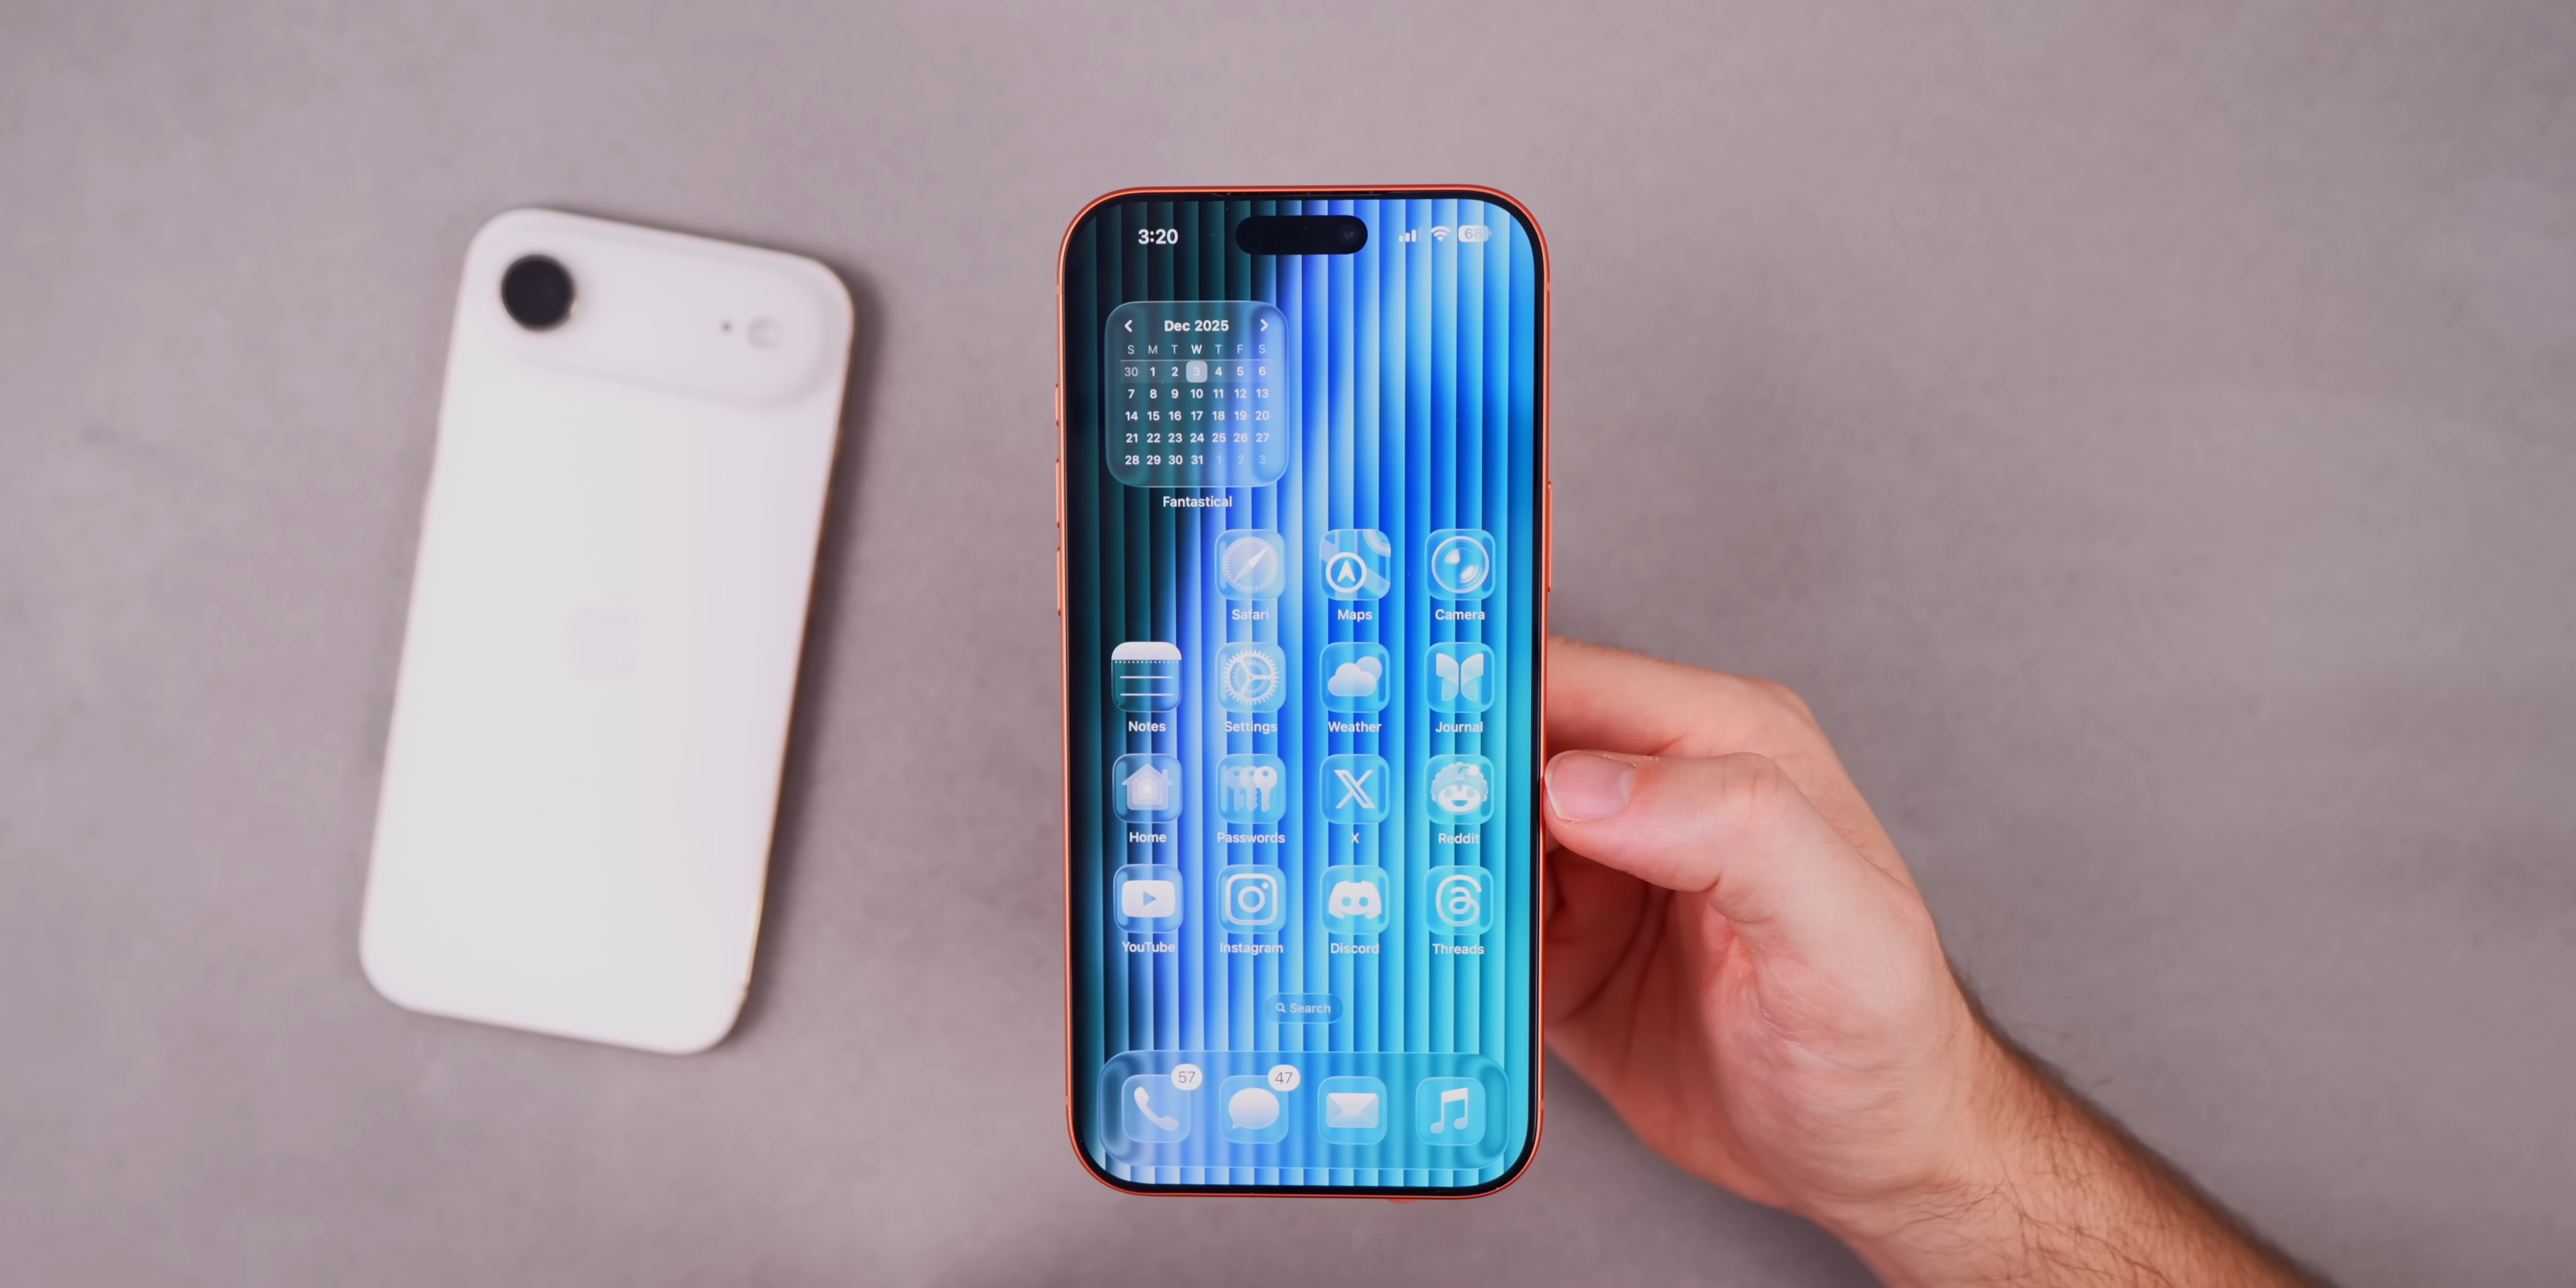 3:20 68
Dec 2025
S M T W T F S
30 1 2 3 4 5 6
7 8 9 10 11 12 13
14 15 16 17 18 19 20
21 22 23 24 25 26 27
28 29 30 31 1 2 3
Fantastical
Safari Maps Camera
Notes Settings Weather Journal
Home Passwords X Reddit
YouTube Instagram Discord Threads
Search
57 47